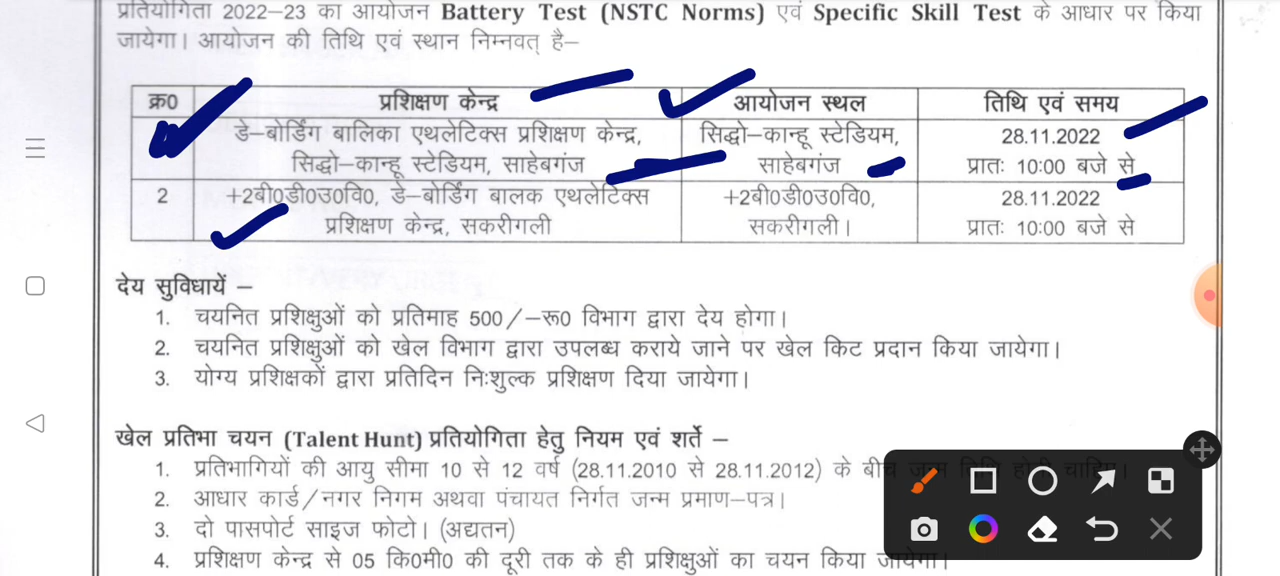 प्रतियोगिता 2022–23 का आयोजन Battery Test (NSTC Norms) एवं Specific Skill Test के आधार पर किया
जायेगा। आयोजन की तिथि एवं स्थान निम्नवत् है–
क्र0 प्रशिक्षण केन्द्र आयोजन स्थल तिथि एवं समय
डे–बोर्डिंग बालिका एथलेटिक्स प्रशिक्षण केन्द्र, सिद्धो–कान्हू स्टेडियम, 28.11.2022
सिद्धो–कान्हू स्टेडियम, साहेबगंज साहेबगंज प्रातः 10:00 बजे से
2 +2बी0डी0उ0वि0, डे–बोर्डिंग बालक एथलेटिक्स +2बी0डी0उ0वि0, 28.11.2022
प्रशिक्षण केन्द्र, सकरीगली सकरीगली। प्रातः 10:00 बजे से
देय सुविधायें –
1. चयनित प्रशिक्षुओं को प्रतिमाह 500/–रू0 विभाग द्वारा देय होगा।
2. चयनित प्रशिक्षुओं को खेल विभाग द्वारा उपलब्ध कराये जाने पर खेल किट प्रदान किया जायेगा।
3. योग्य प्रशिक्षकों द्वारा प्रतिदिन निःशुल्क प्रशिक्षण दिया जायेगा।
खेल प्रतिभा चयन (Talent Hunt) प्रतियोगिता हेतु नियम एवं शर्ते –
1. प्रतिभागियों की आयु सीमा 10 से 12 वर्ष (28.11.2010 से 28.11.2012) के बीच जन्म तिथि होनी चाहिए।
2. आधार कार्ड/नगर निगम अथवा पंचायत निर्गत जन्म प्रमाण–पत्र।
3. दो पासपोर्ट साइज फोटो। (अद्यतन)
4. प्रशिक्षण केन्द्र से 05 कि0मी0 की दूरी तक के ही प्रशिक्षुओं का चयन किया जायेगा।